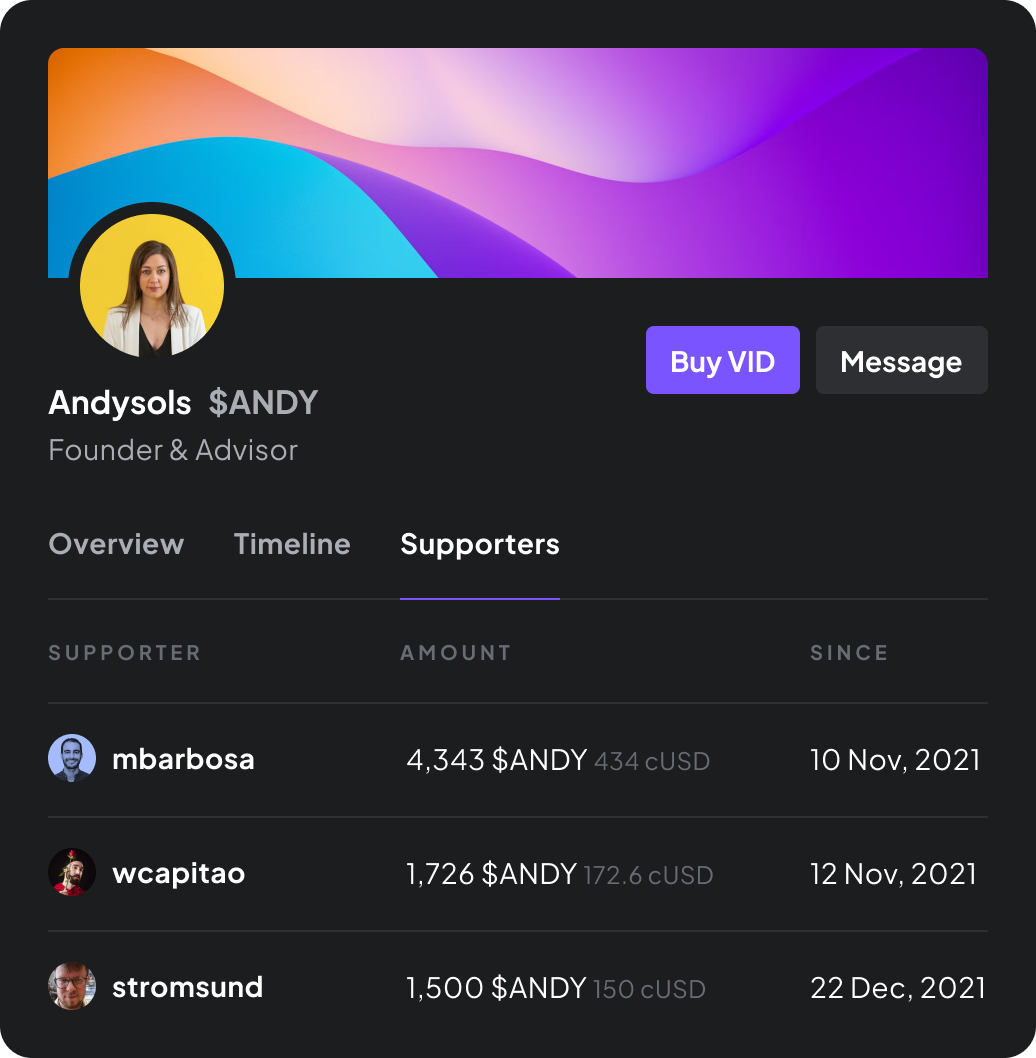 Buy VID Message
Andysols $ANDY
Founder & Advisor
Overview Timeline Supporters
SUPPORTER AMOUNT SINCE
mbarbosa 4,343 $ANDY 434 cUSD 10 Nov, 2021
wcapitao 1,726 $ANDY 172.6 cUSD 12 Nov, 2021
stromsund 1,500 $ANDY 150 cUSD 22 Dec, 2021